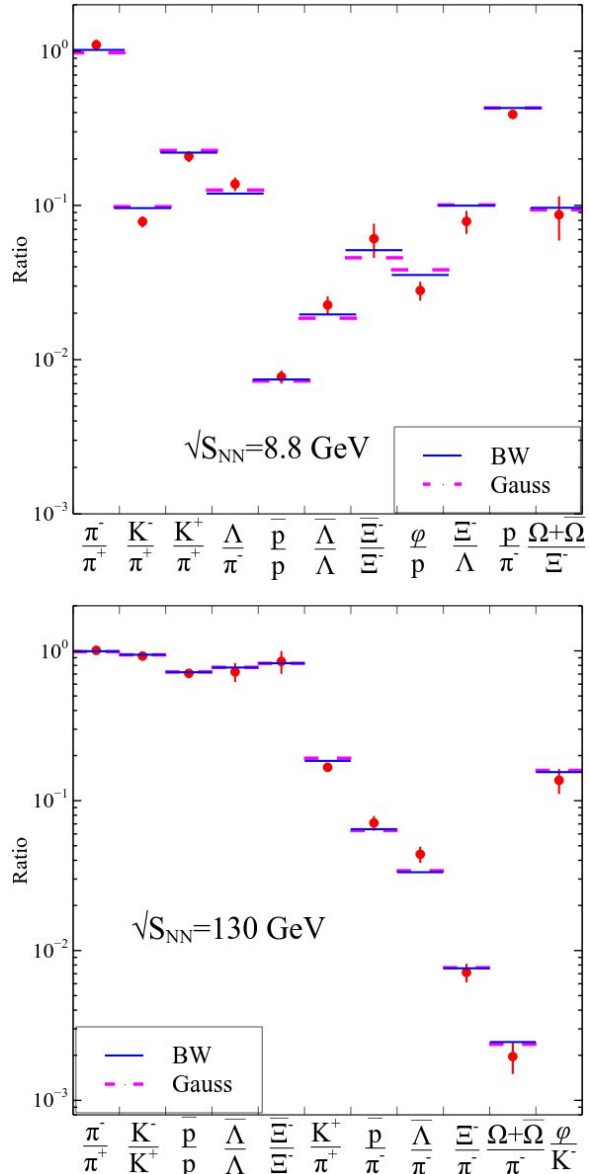 10⁰
10⁻¹
10⁻²
10⁻³
Ratio
√S_NN=8.8 GeV
BW
Gauss
π⁻/π⁺ K⁻/π⁺ K⁺/π⁺ Λ/π⁻ p̅/p Λ̅/Λ Ξ̅⁻/Ξ⁻ φ/p Ξ⁻/Λ p/π⁻ Ω+Ω̅/Ξ⁻
10⁰
10⁻¹
10⁻²
10⁻³
Ratio
√S_NN=130 GeV
BW
Gauss
π⁻/π⁺ K⁻/K⁺ p̅/p Λ̅/Λ Ξ̅⁻/Ξ⁻ K⁺/π⁺ p̅/π⁻ Λ̅/π⁻ Ξ⁻/π⁻ Ω+Ω̅/π⁻ φ/K⁻